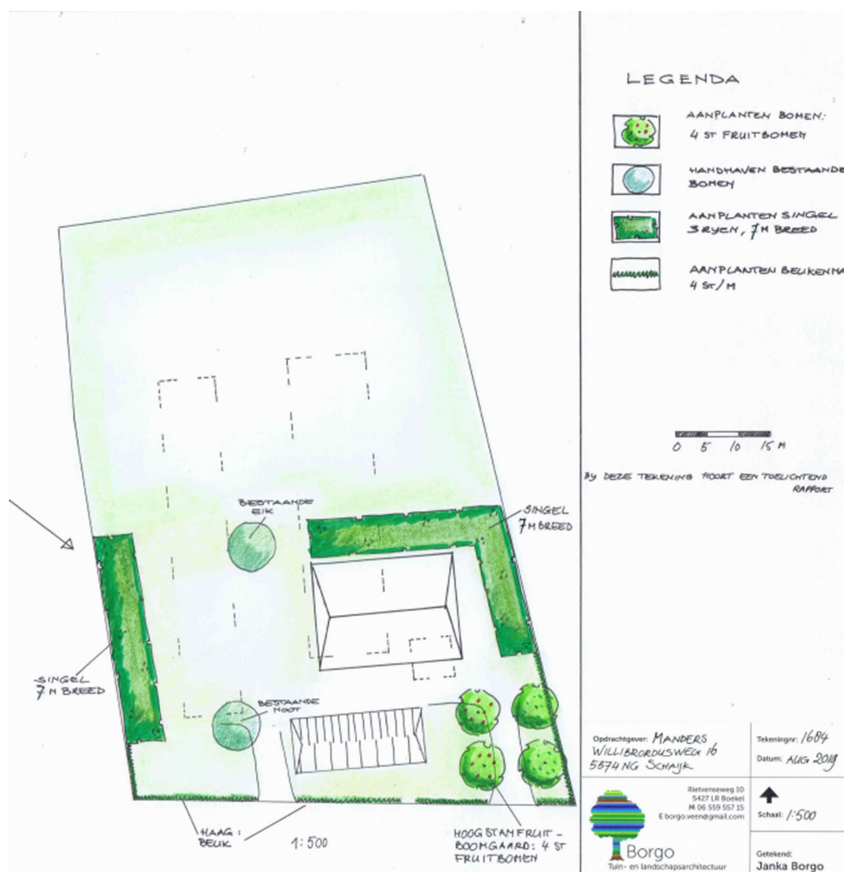 LEGENDA
AANPLANTEN BOMEN:
4 ST FRUITBOMEN
HANDHAVEN BESTAANDE
BOMEN
AANPLANTEN SINGEL
3 RYEN, 7 M BREED
AANPLANTEN BEUKENHA
4 ST/M
0 5 10 15 M
BY DEZE TEKENING HOORT EEN TOELICHTEND
RAPPORT
BESTAANDE
EIK
SINGEL
7 M BREED
SINGEL
7 M BREED
BESTAANDE
NOOT
HAAG:
BEUK
1:500
HOOGSTAMFRUIT-
BOOMGAARD: 4 ST
FRUITBOMEN
Opdrachtgever: MANDERS
WILLIBRORDUSWEG 16
5374 NG SCHAIJK
Tekeningnr: 1684
Datum: AUG 2019
Rietvenseweg 10
5427 LR Boekel
M 06 559 557 15
E borgo.veen@gmail.com
Borgo
Tuin- en landschapsarchitectuur
Schaal: 1:500
Getekend:
Janka Borgo